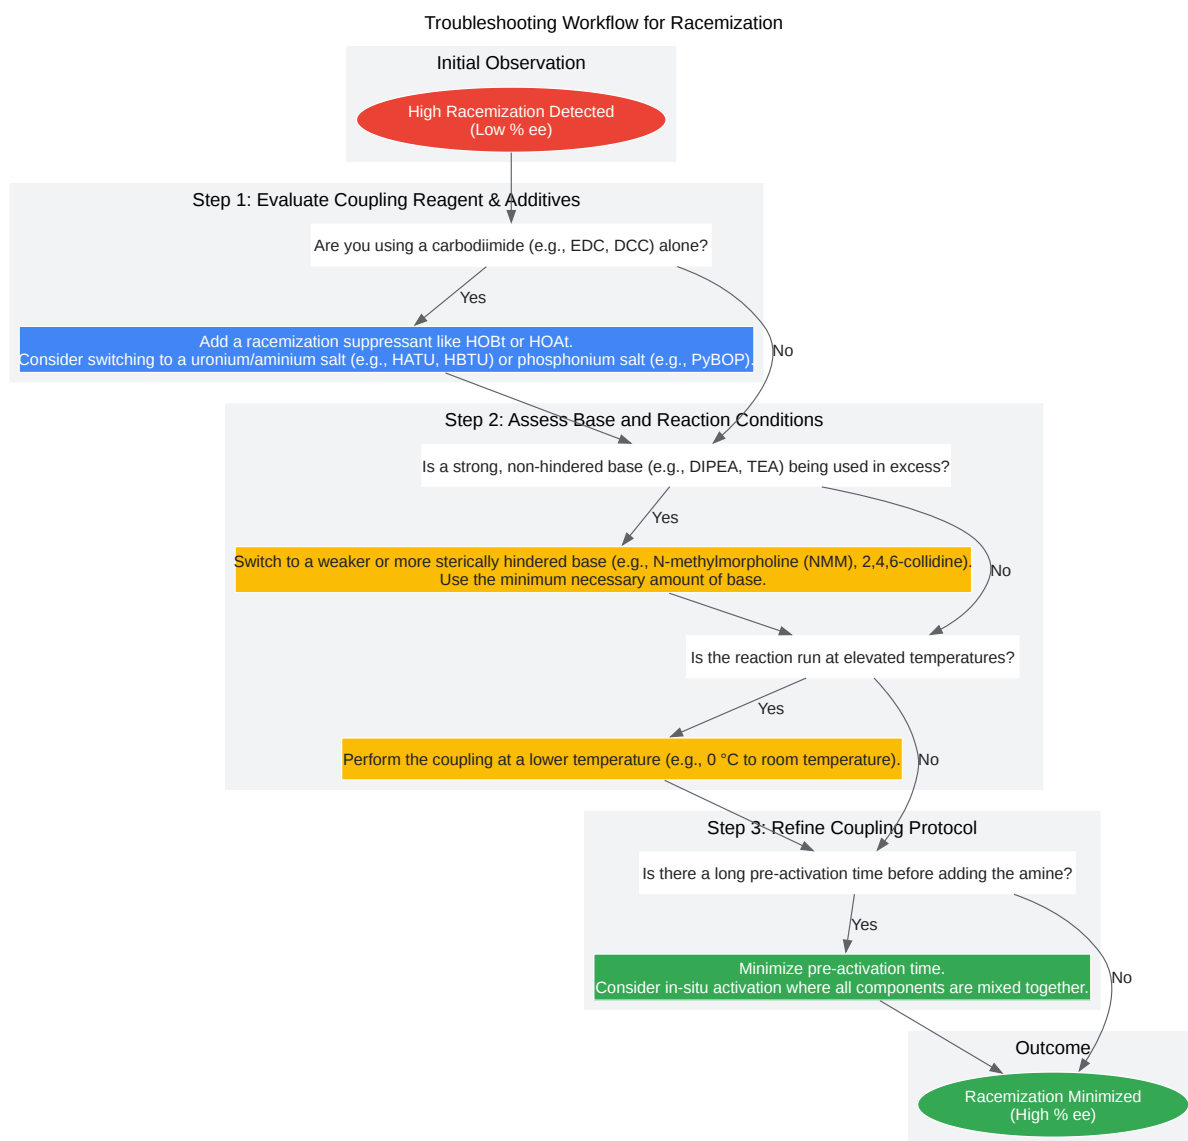 Troubleshooting Workflow for Racemization
Initial Observation
High Racemization Detected
(Low % ee)
Step 1: Evaluate Coupling Reagent & Additives
Are you using a carbodiimide (e.g., EDC, DCC) alone?
Yes
No
Add a racemization suppressant like HOBt or HOAt.
Consider switching to a uronium/aminium salt (e.g., HATU, HBTU) or phosphonium salt (e.g., PyBOP).
Step 2: Assess Base and Reaction Conditions
Is a strong, non-hindered base (e.g., DIPEA, TEA) being used in excess?
Yes
No
Switch to a weaker or more sterically hindered base (e.g., N-methylmorpholine (NMM), 2,4,6-collidine).
Use the minimum necessary amount of base.
Is the reaction run at elevated temperatures?
Yes
No
Perform the coupling at a lower temperature (e.g., 0 °C to room temperature).
Step 3: Refine Coupling Protocol
Is there a long pre-activation time before adding the amine?
Yes
No
Minimize pre-activation time.
Consider in-situ activation where all components are mixed together.
Outcome
Racemization Minimized
(High % ee)